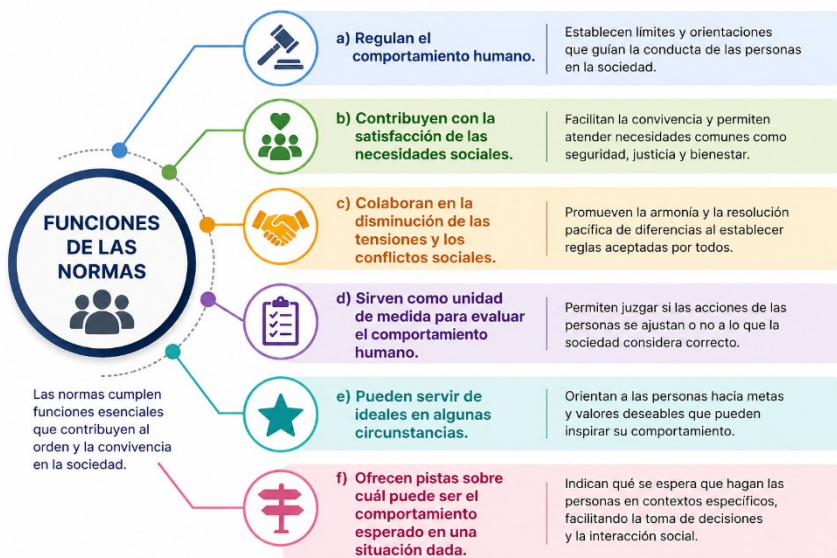 FUNCIONES
DE LAS
NORMAS
Las normas cumplen
funciones esenciales
que contribuyen al
orden y la convivencia
en la sociedad.
a) Regulan el
comportamiento humano.
Establecen límites y orientaciones
que guían la conducta de las personas
en la sociedad.
b) Contribuyen con la
satisfacción de las
necesidades sociales.
Facilitan la convivencia y permiten
atender necesidades comunes como
seguridad, justicia y bienestar.
c) Colaboran en la
disminución de las
tensiones y los
conflictos sociales.
Promueven la armonía y la resolución
pacífica de diferencias al establecer
reglas aceptadas por todos.
d) Sirven como unidad
de medida para evaluar
el comportamiento
humano.
Permiten juzgar si las acciones de las
personas se ajustan o no a lo que la
sociedad considera correcto.
e) Pueden servir de
ideales en algunas
circunstancias.
Orientan a las personas hacia metas
y valores deseables que pueden
inspirar su comportamiento.
f) Ofrecen pistas sobre
cuál puede ser el
comportamiento
esperado en una
situación dada.
Indican qué se espera que hagan las
personas en contextos específicos,
facilitando la toma de decisiones
y la interacción social.